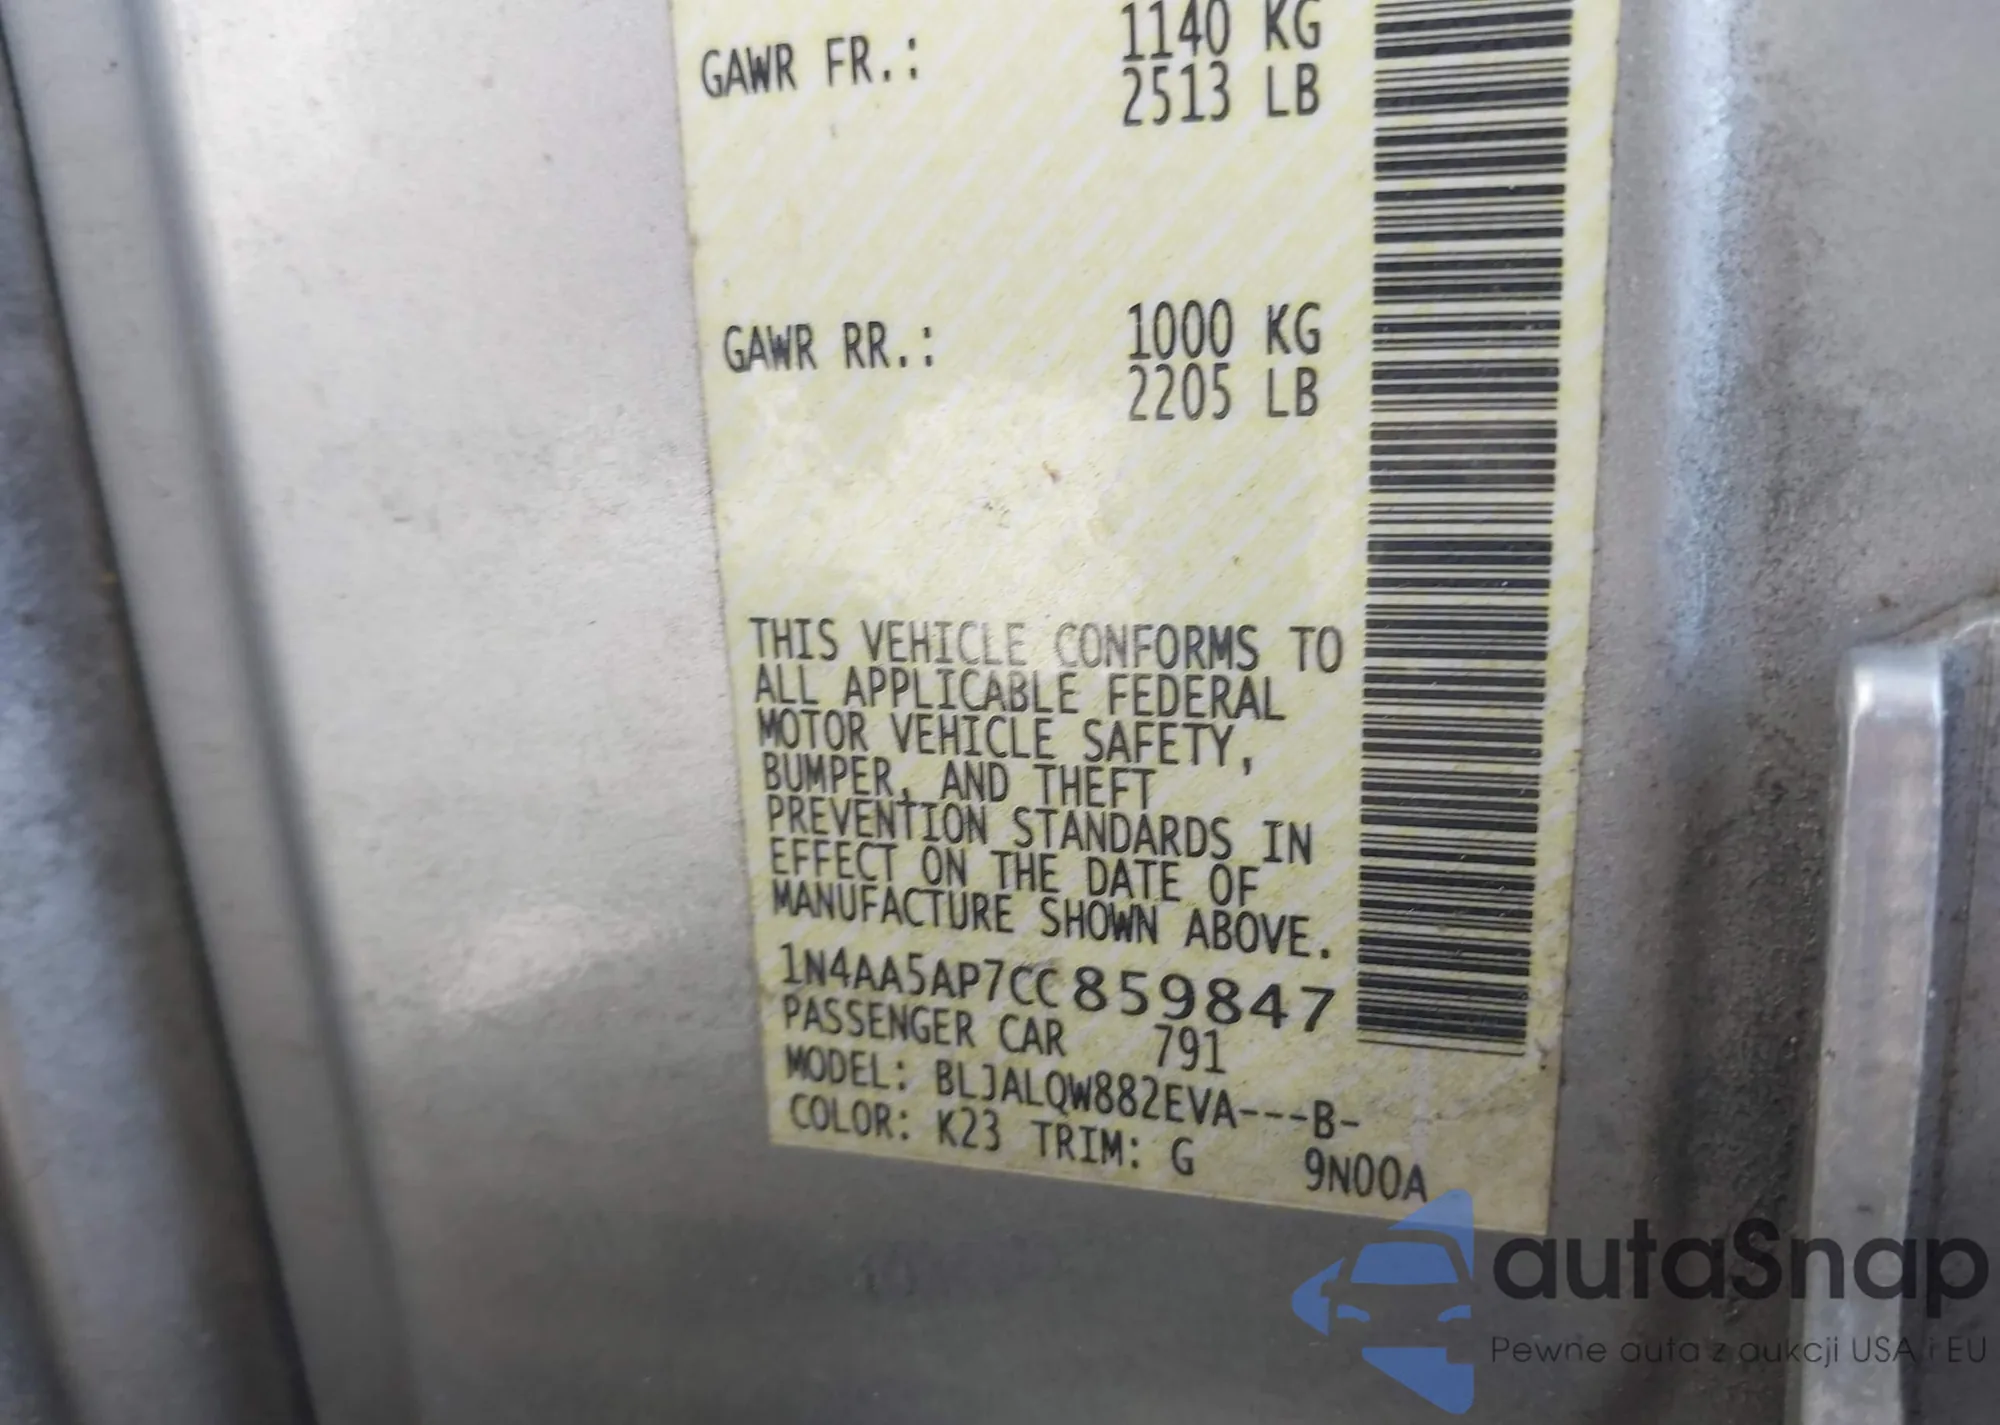 GAWR FR.: 1140 KG
2513 LB
GAWR RR.: 1000 KG
2205 LB
THIS VEHICLE CONFORMS TO
ALL APPLICABLE FEDERAL
MOTOR VEHICLE SAFETY,
BUMPER, AND THEFT
PREVENTION STANDARDS IN
EFFECT ON THE DATE OF
MANUFACTURE SHOWN ABOVE.
1N4AA5AP7CC859847
PASSENGER CAR 791
MODEL: BLJALQW882EVA---B-
COLOR: K23 TRIM: G 9N00A
autaSnap
Pewne auta z aukcji USA i EU